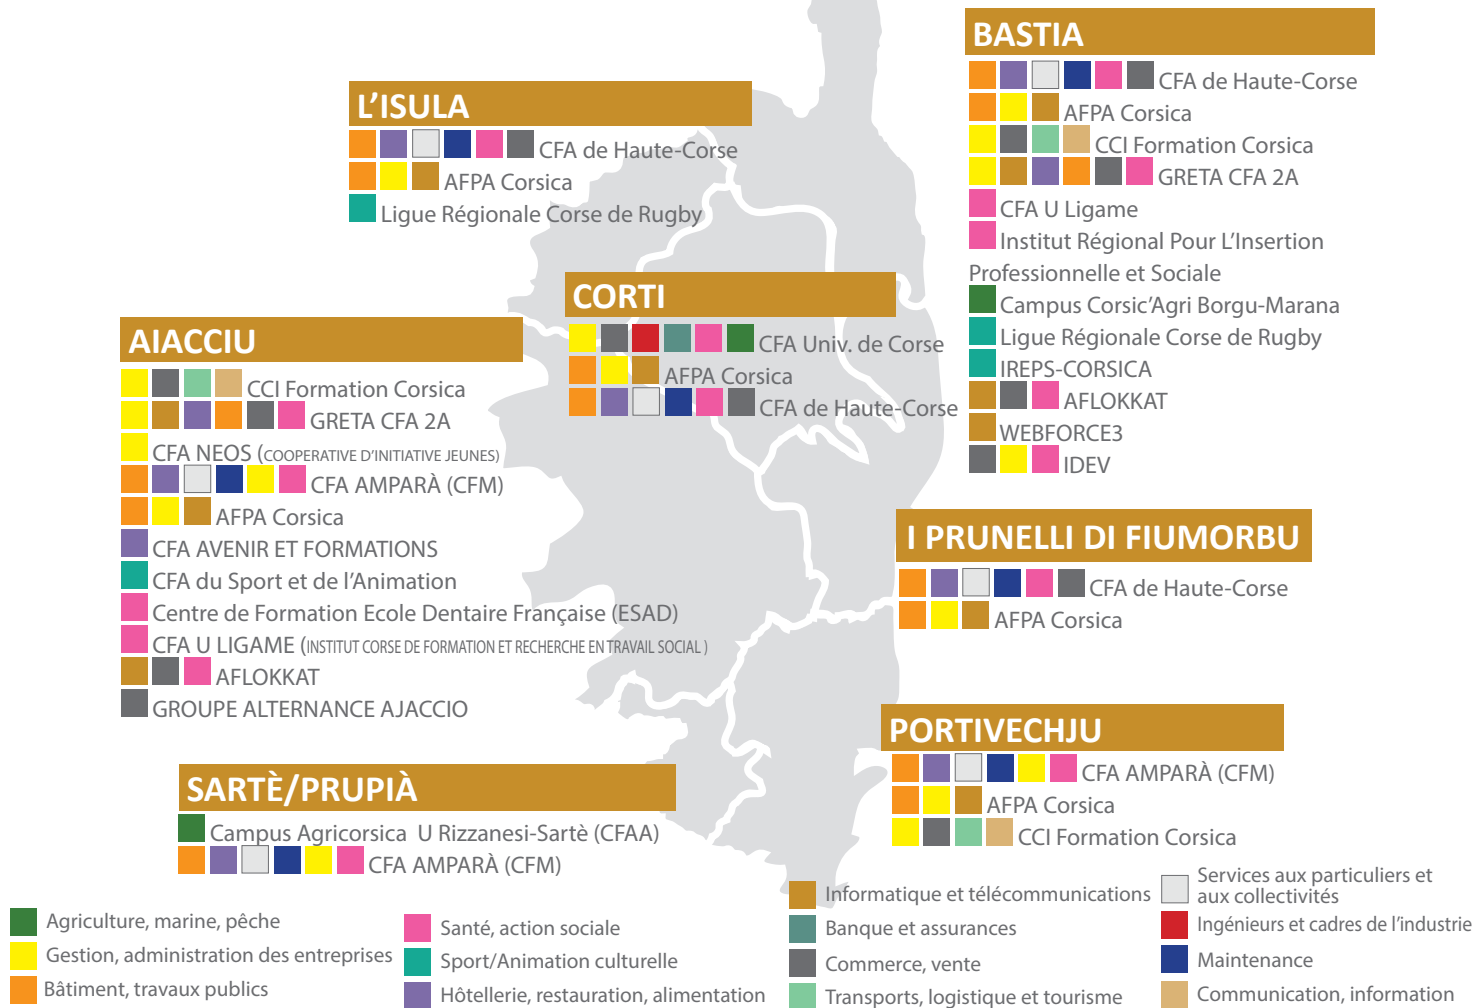 L'ISULA
CFA de Haute-Corse
AFPA Corsica
Ligue Régionale Corse de Rugby
BASTIA
CFA de Haute-Corse
AFPA Corsica
CCI Formation Corsica
GRETA CFA 2A
CFA U Ligame
Institut Régional Pour L'Insertion
Professionnelle et Sociale
Campus Corsic'Agri Borgu-Marana
Ligue Régionale Corse de Rugby
IREPS-CORSICA
AFLOKKAT
WEBFORCE3
IDEV
CORTI
CFA Univ. de Corse
AFPA Corsica
CFA de Haute-Corse
AIACCIU
CCI Formation Corsica
GRETA CFA 2A
CFA NEOS (COOPERATIVE D'INITIATIVE JEUNES)
CFA AMPARÀ (CFM)
AFPA Corsica
CFA AVENIR ET FORMATIONS
CFA du Sport et de l'Animation
Centre de Formation Ecole Dentaire Française (ESAD)
CFA U LIGAME (INSTITUT CORSE DE FORMATION ET RECHERCHE EN TRAVAIL SOCIAL )
AFLOKKAT
GROUPE ALTERNANCE AJACCIO
I PRUNELLI DI FIUMORBU
CFA de Haute-Corse
AFPA Corsica
PORTIVECHJU
CFA AMPARÀ (CFM)
AFPA Corsica
CCI Formation Corsica
SARTÈ/PRUPIÀ
Campus Agricorsica U Rizzanesi-Sartè (CFAA)
CFA AMPARÀ (CFM)
Agriculture, marine, pêche
Gestion, administration des entreprises
Bâtiment, travaux publics
Santé, action sociale
Sport/Animation culturelle
Hôtellerie, restauration, alimentation
Informatique et télécommunications
Banque et assurances
Commerce, vente
Transports, logistique et tourisme
Services aux particuliers et
aux collectivités
Ingénieurs et cadres de l'industrie
Maintenance
Communication, information